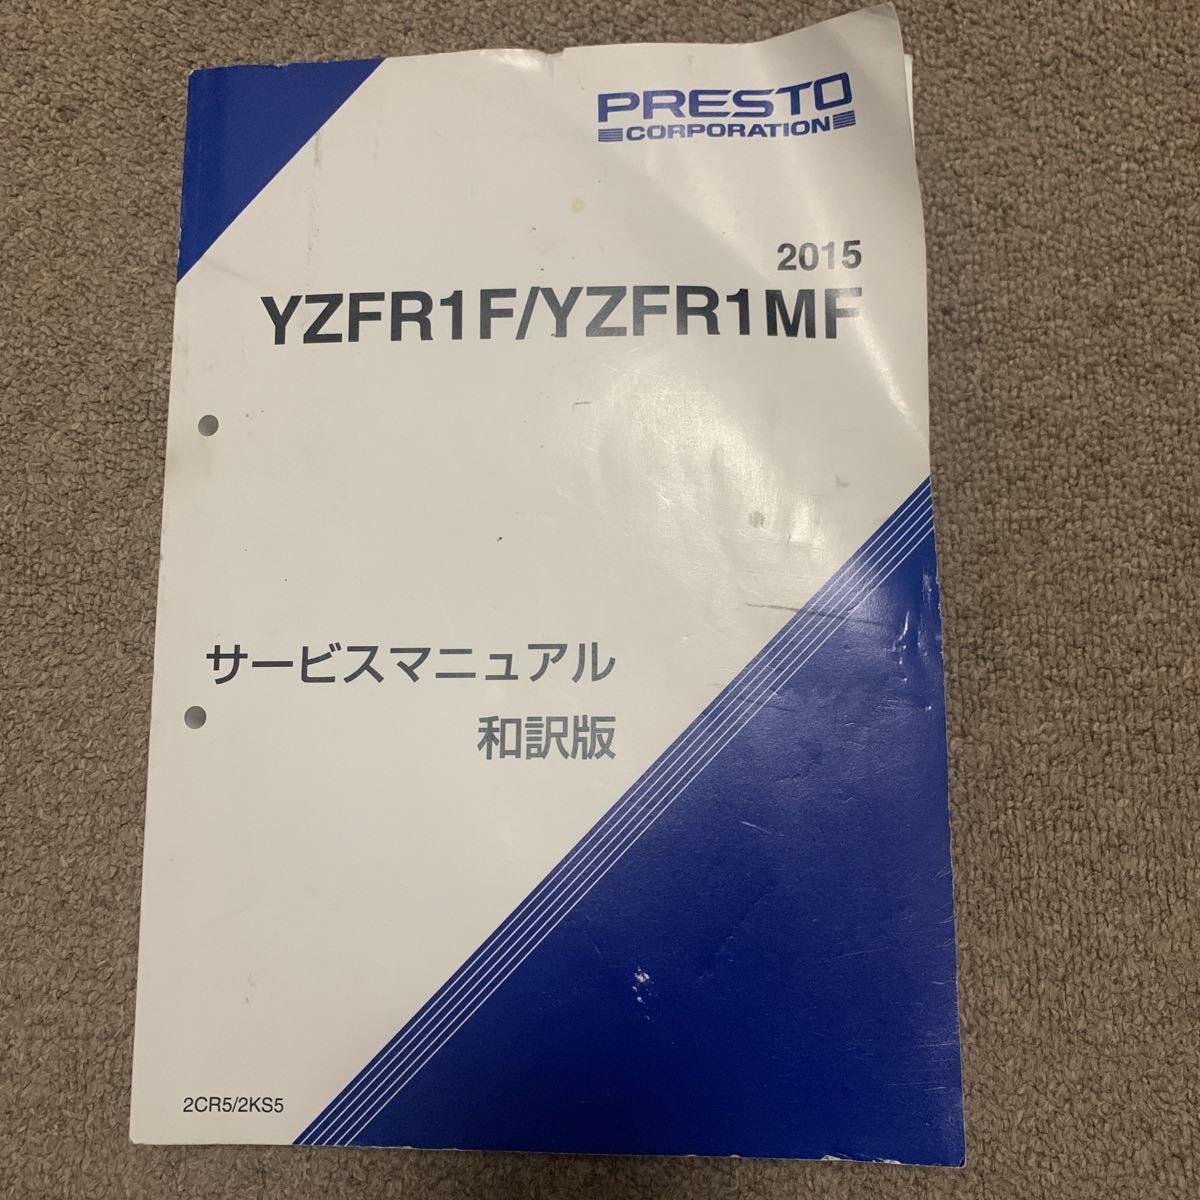 PRESTO
CORPORATION
2015
YZFR1F/YZFR1MF
サービスマニュアル
和訳版
2CR5/2KS5